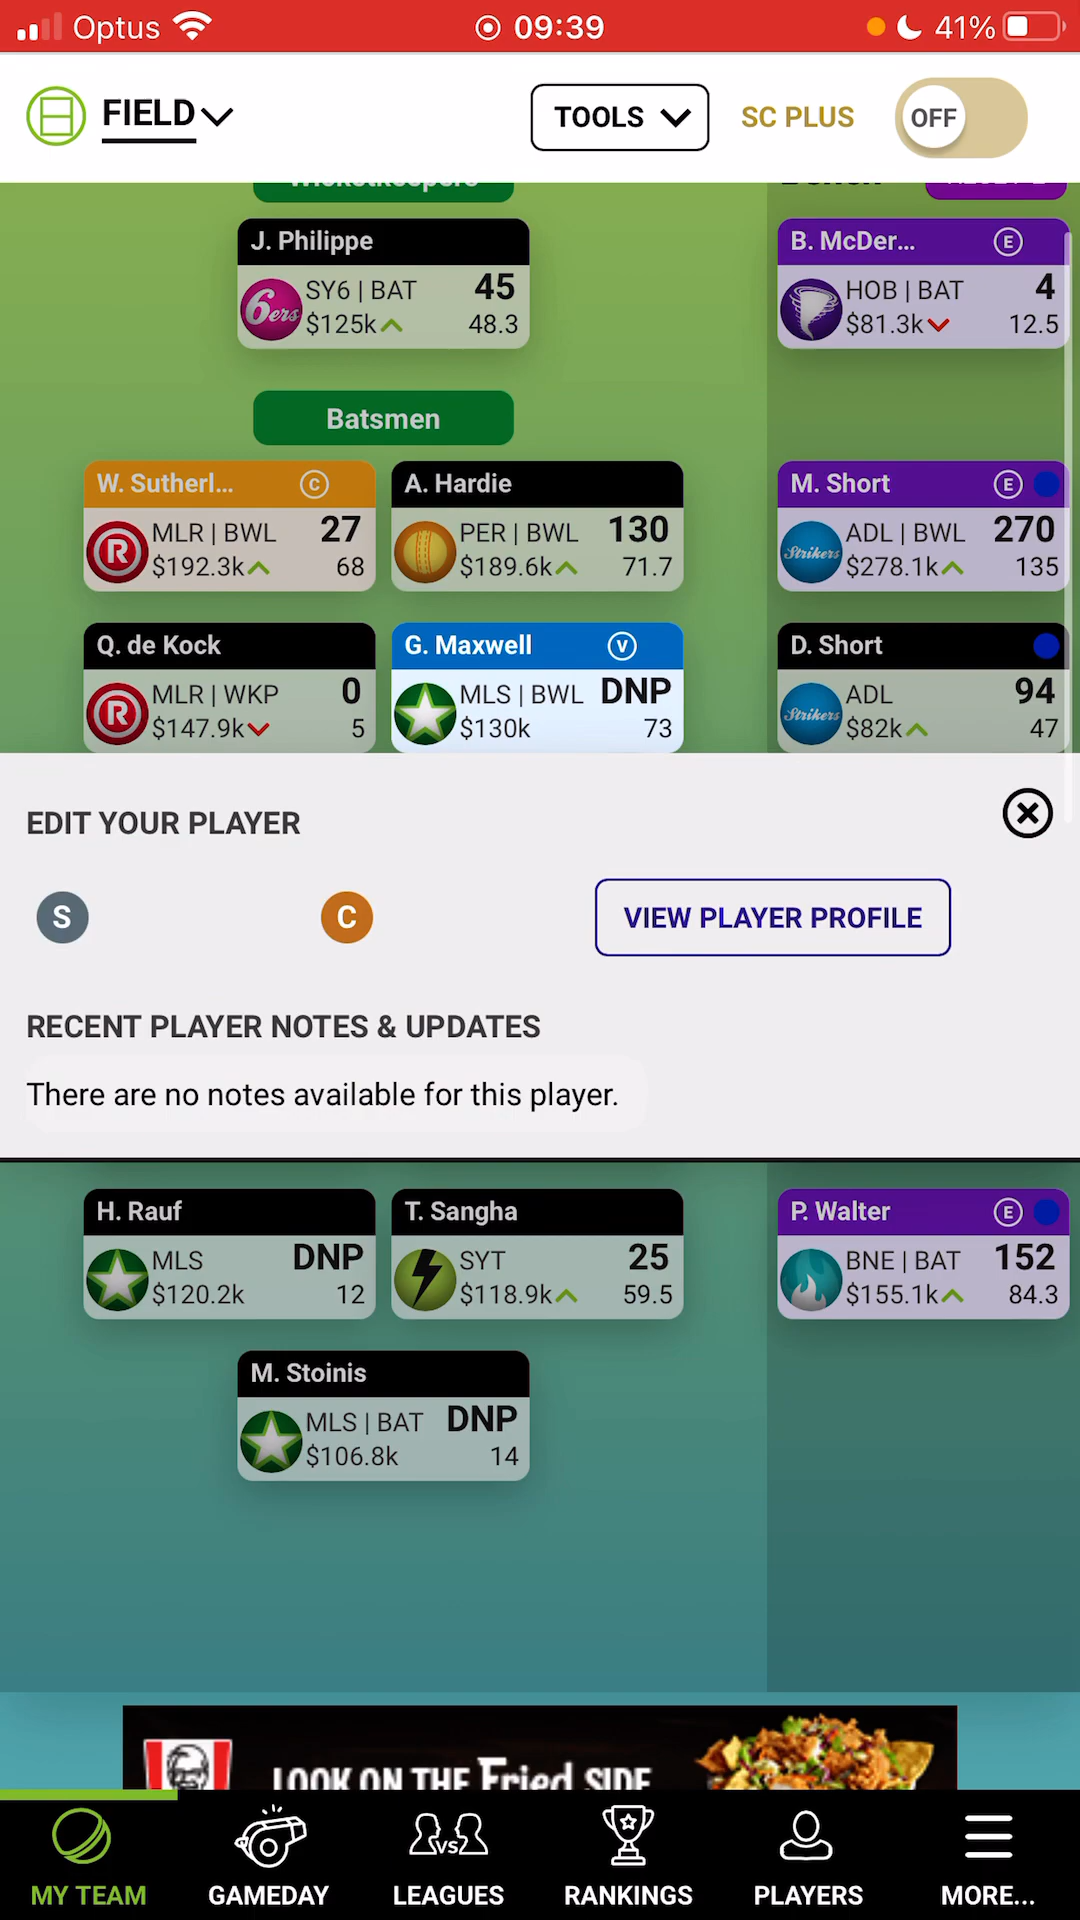 Optus 09:39 41%
FIELD TOOLS SC PLUS OFF
Wicketkeepers
J. Philippe
SY6 | BAT 45
$125k 48.3
B. McDer... E
HOB | BAT 4
$81.3k 12.5
Batsmen
W. Sutherl... C
MLR | BWL 27
$192.3k 68
A. Hardie
PER | BWL 130
$189.6k 71.7
M. Short E
ADL | BWL 270
$278.1k 135
Q. de Kock
MLR | WKP 0
$147.9k 5
G. Maxwell V
MLS | BWL DNP
$130k 73
D. Short
ADL 94
$82k 47
EDIT YOUR PLAYER
S C VIEW PLAYER PROFILE
RECENT PLAYER NOTES & UPDATES
There are no notes available for this player.
H. Rauf
MLS DNP
$120.2k 12
T. Sangha
SYT 25
$118.9k 59.5
P. Walter E
BNE | BAT 152
$155.1k 84.3
M. Stoinis
MLS | BAT DNP
$106.8k 14
LOOK ON THE Fried SIDE
MY TEAM GAMEDAY LEAGUES RANKINGS PLAYERS MORE...